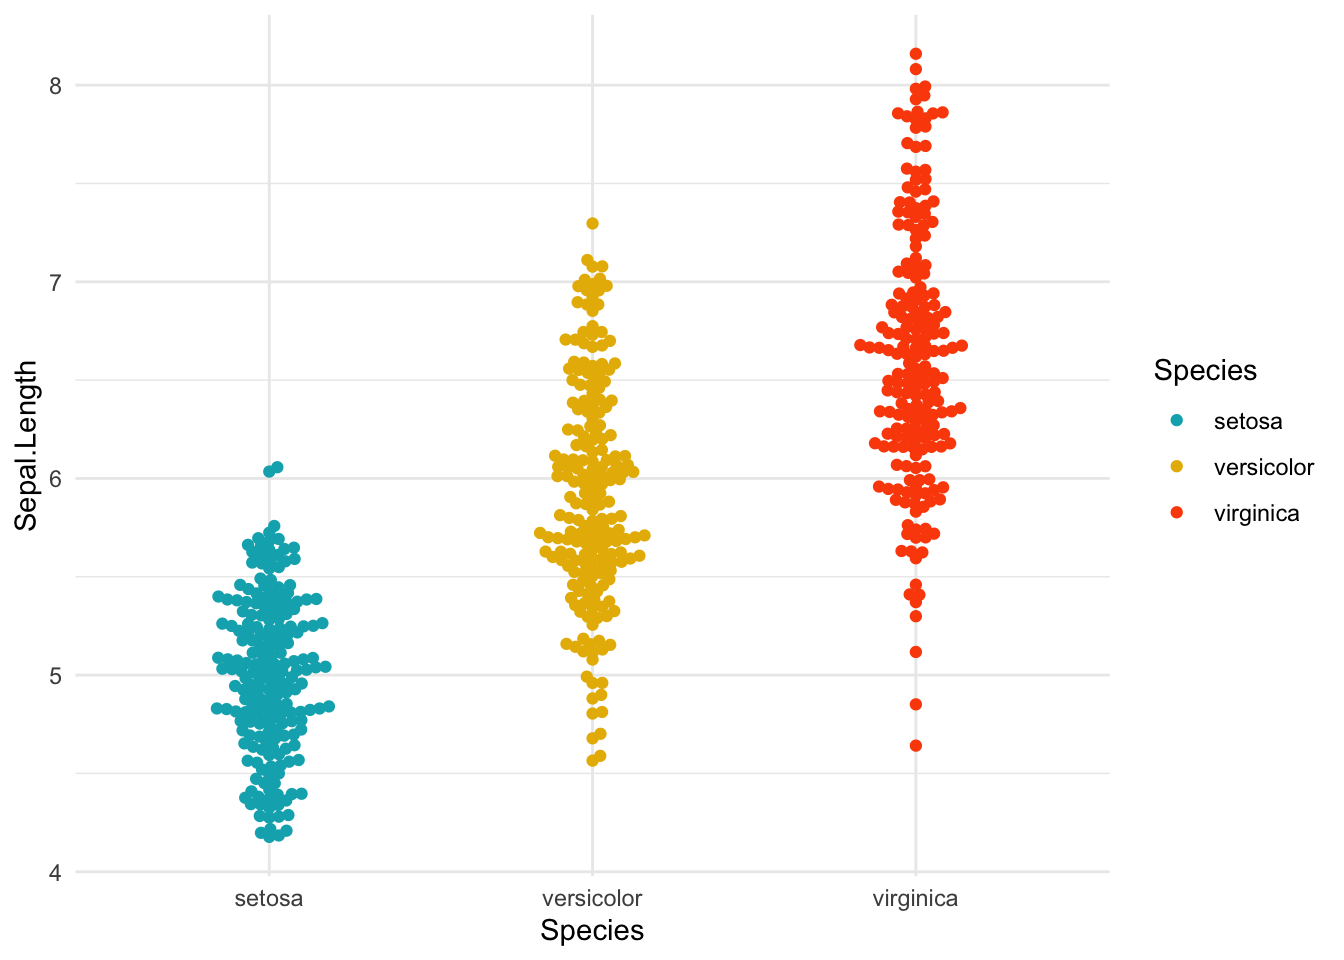 8
7
6
5
4
Sepal.Length
setosa
versicolor
virginica
Species
Species
setosa
versicolor
virginica